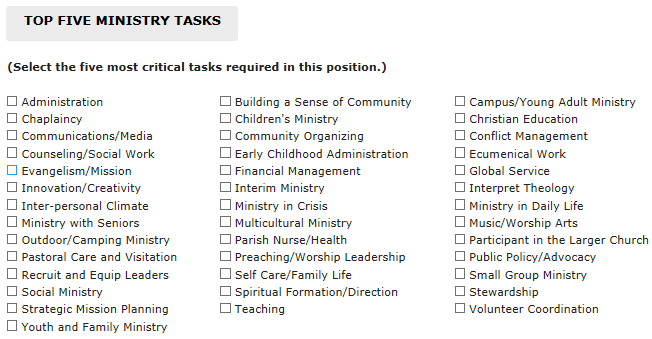 TOP FIVE MINISTRY TASKS
(Select the five most critical tasks required in this position.)
Administration
Chaplaincy
Communications/Media
Counseling/Social Work
Evangelism/Mission
Innovation/Creativity
Inter-personal Climate
Ministry with Seniors
Outdoor/Camping Ministry
Pastoral Care and Visitation
Recruit and Equip Leaders
Social Ministry
Strategic Mission Planning
Youth and Family Ministry
Building a Sense of Community
Children's Ministry
Community Organizing
Early Childhood Administration
Financial Management
Interim Ministry
Ministry in Crisis
Multicultural Ministry
Parish Nurse/Health
Preaching/Worship Leadership
Self Care/Family Life
Spiritual Formation/Direction
Teaching
Campus/Young Adult Ministry
Christian Education
Conflict Management
Ecumenical Work
Global Service
Interpret Theology
Ministry in Daily Life
Music/Worship Arts
Participant in the Larger Church
Public Policy/Advocacy
Small Group Ministry
Stewardship
Volunteer Coordination